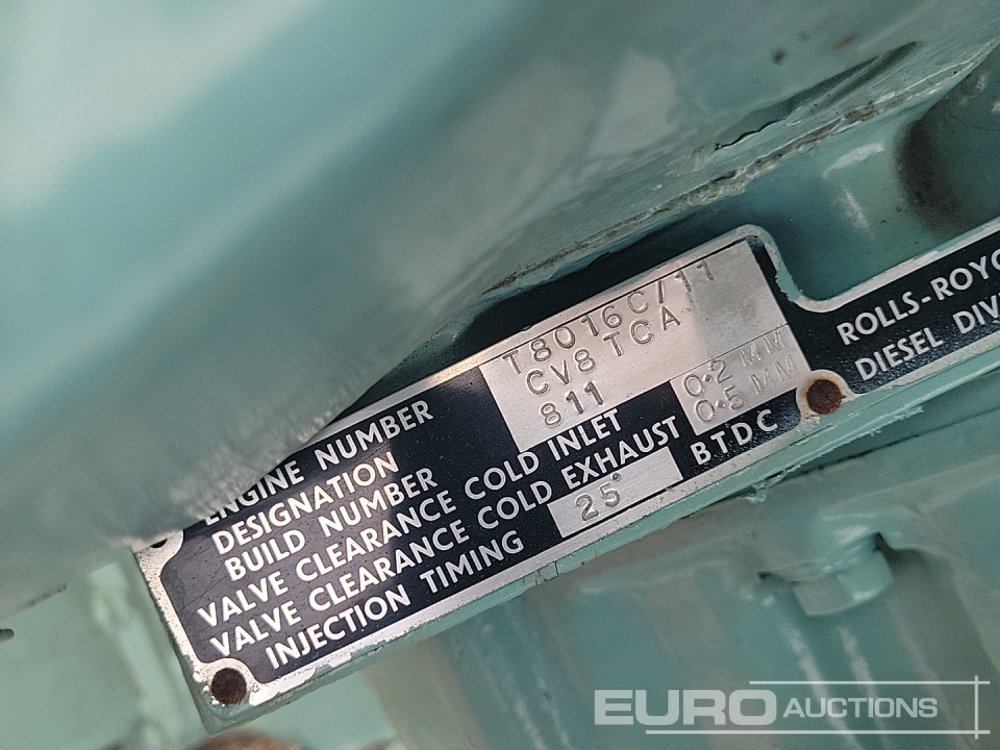 ENGINE NUMBER T8016C/11
DESIGNATION CV8 TCA
BUILD NUMBER 811
VALVE CLEARANCE COLD INLET 0.2 MM
VALVE CLEARANCE COLD EXHAUST 0.5 MM
INJECTION TIMING 25° BTDC
ROLLS-ROYC
DIESEL DIV
EURO AUCTIONS